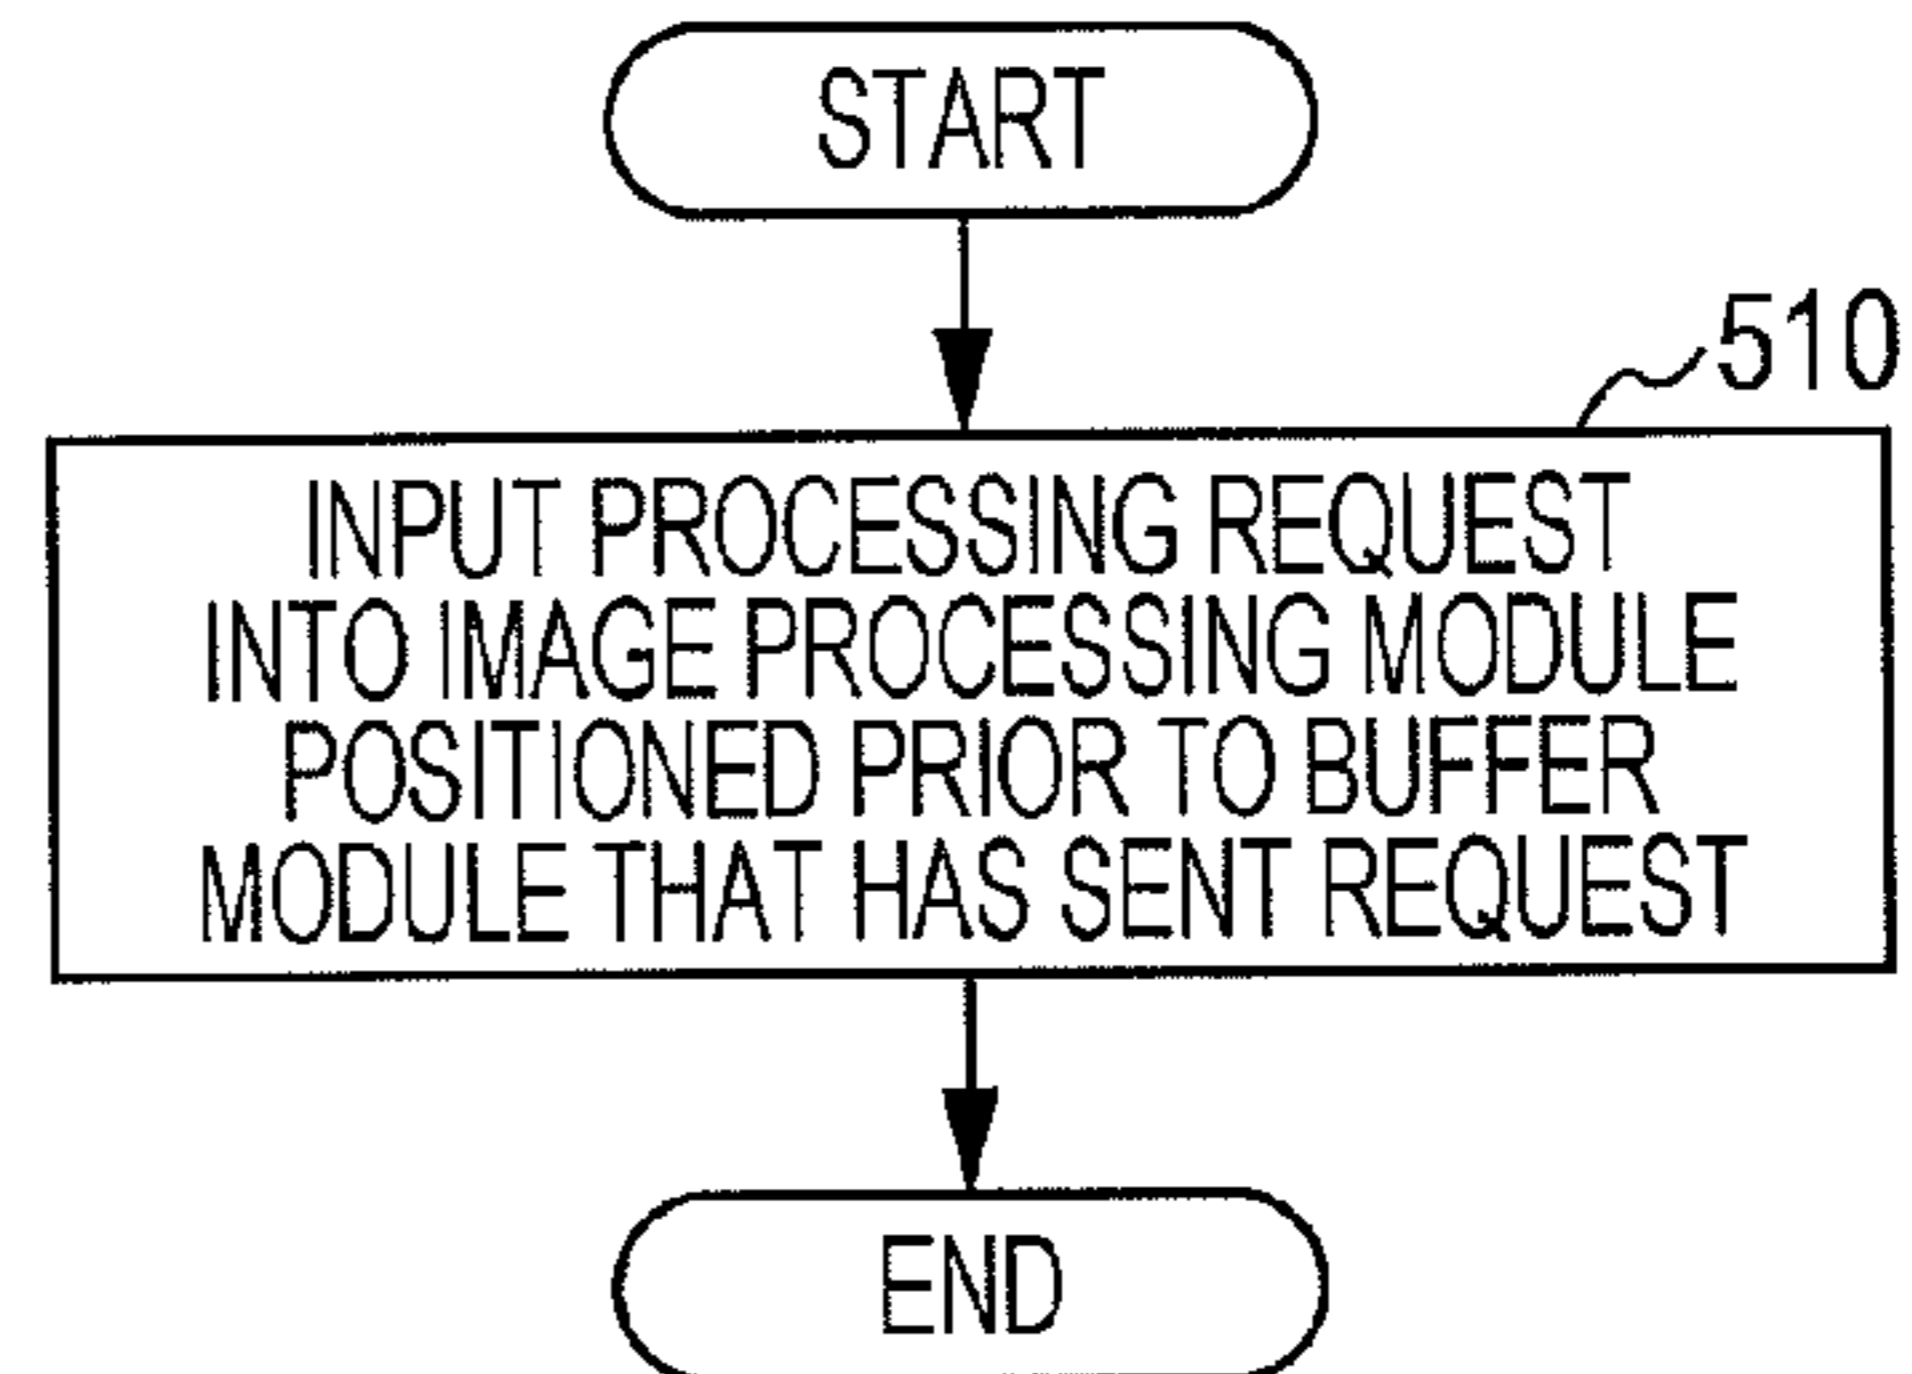 START
510
INPUT PROCESSING REQUEST
INTO IMAGE PROCESSING MODULE
POSITIONED PRIOR TO BUFFER
MODULE THAT HAS SENT REQUEST
END